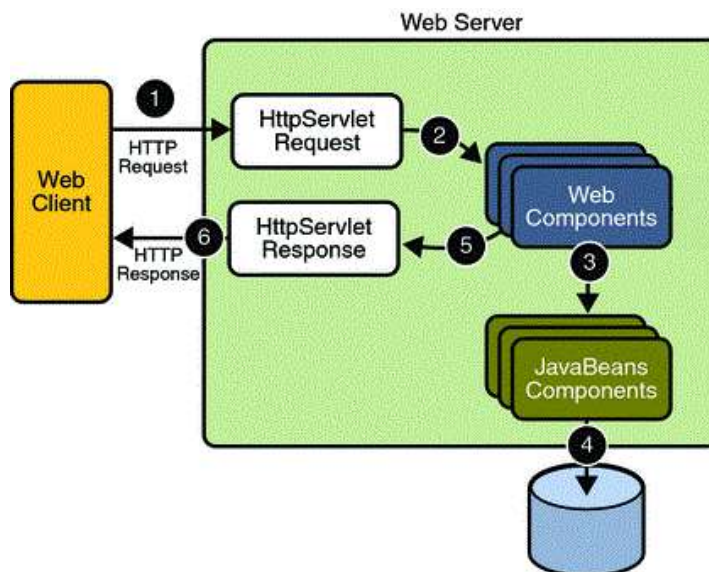 Web Server
1
HttpServlet
Request
2
HTTP
Request
Web
Client
Web
Components
HttpServlet
Response
6
5
HTTP
Response
3
JavaBeans
Components
4